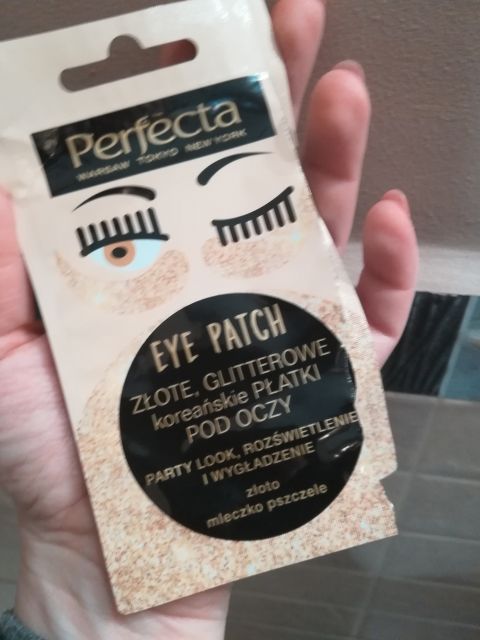 Perfecta
WARSAW TOKYO NEW YORK
EYE PATCH
ZŁOTE, GLITTEROWE
koreańskie PŁATKI
POD OCZY
PARTY LOOK, ROZŚWIETLENIE
I WYGŁADZENIE
złoto
mleczko pszczele